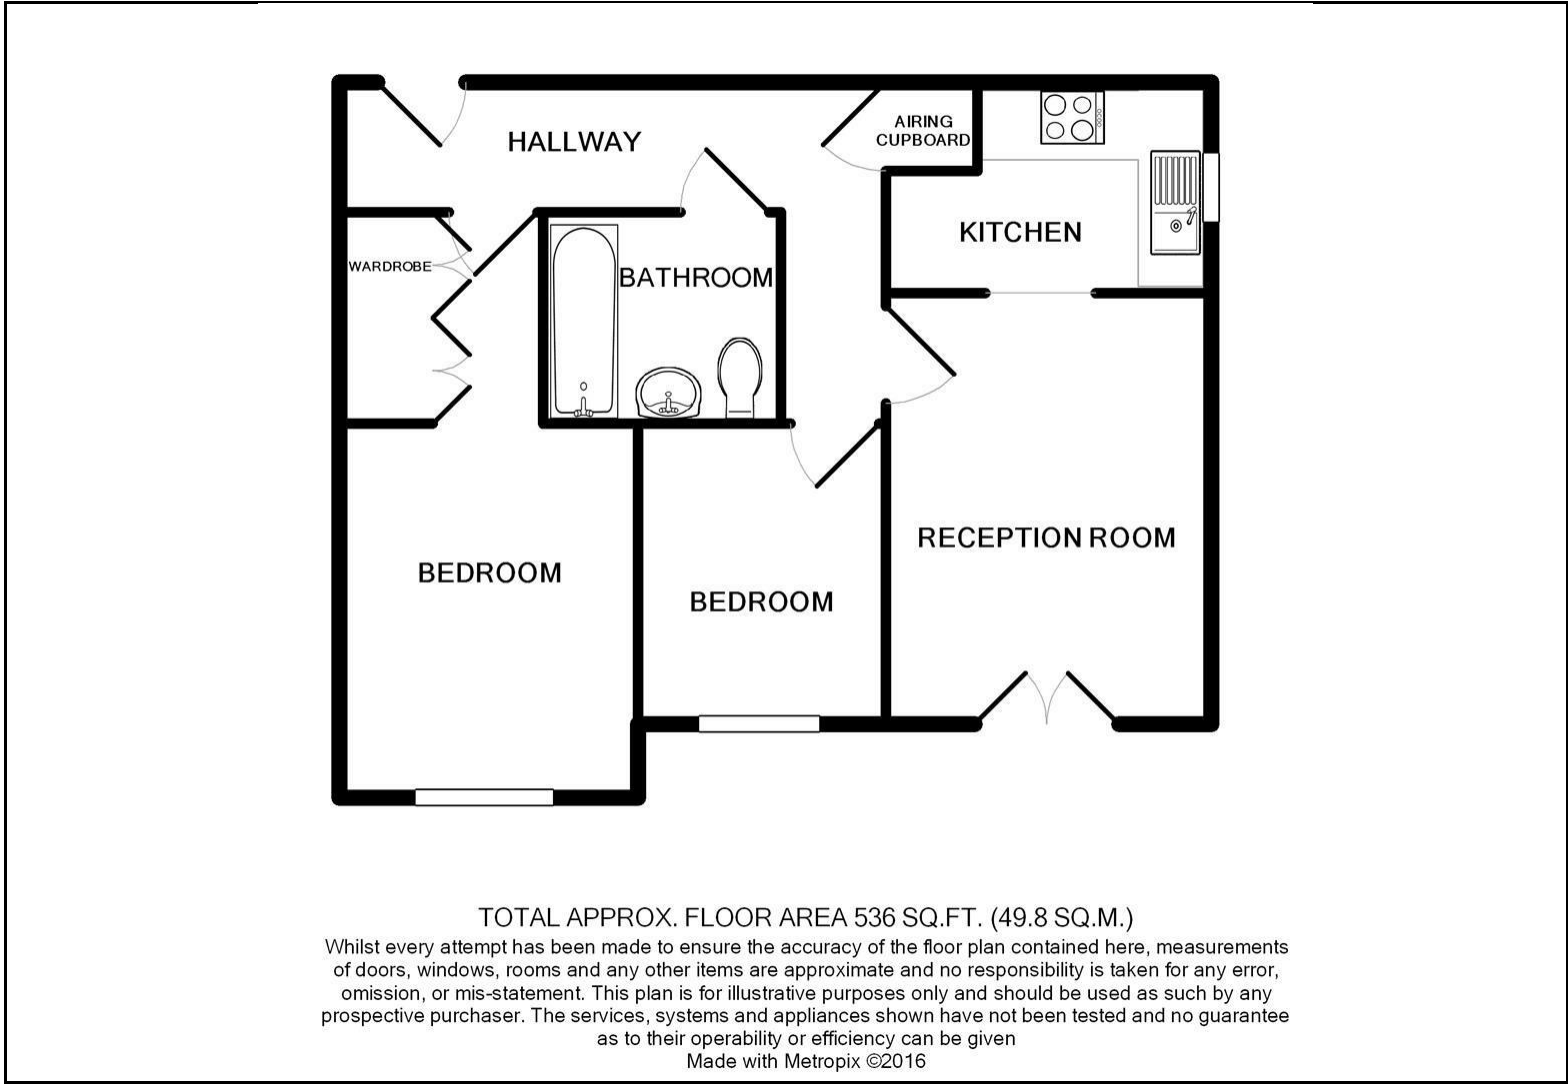 HALLWAY
AIRING
CUPBOARD
KITCHEN
WARDROBE
BATHROOM
RECEPTION ROOM
BEDROOM
BEDROOM
TOTAL APPROX. FLOOR AREA 536 SQ.FT. (49.8 SQ.M.)
Whilst every attempt has been made to ensure the accuracy of the floor plan contained here, measurements
of doors, windows, rooms and any other items are approximate and no responsibility is taken for any error,
omission, or mis-statement. This plan is for illustrative purposes only and should be used as such by any
prospective purchaser. The services, systems and appliances shown have not been tested and no guarantee
as to their operability or efficiency can be given
Made with Metropix ©2016